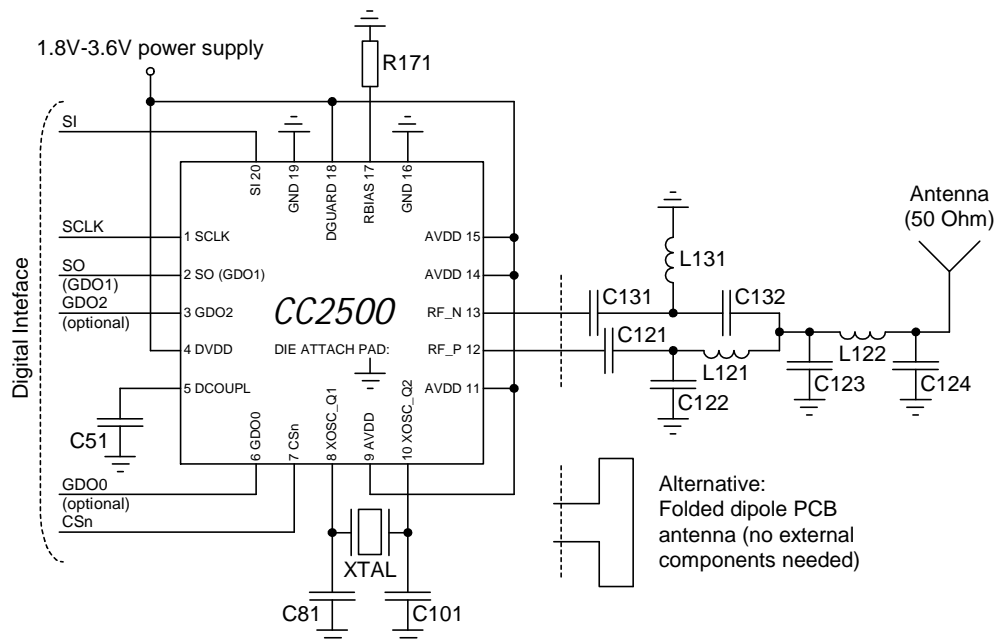 1.8V-3.6V power supply
R171
SI
SI 20
GND 19
DGUARD 18
RBIAS 17
GND 16
Antenna
(50 Ohm)
Digital Inteface
SCLK
1 SCLK
AVDD 15
L131
SO
(GDO1)
2 SO (GDO1)
AVDD 14
C131
C132
GDO2
(optional)
3 GDO2
CC2500
RF_N 13
C121
4 DVDD
DIE ATTACH PAD:
RF_P 12
L121
L122
C123
C124
5 DCOUPL
AVDD 11
C122
C51
6 GDO0
7 CSn
8 XOSC_Q1
9 AVDD
10 XOSC_Q2
GDO0
(optional)
CSn
XTAL
C81
C101
Alternative:
Folded dipole PCB
antenna (no external
components needed)